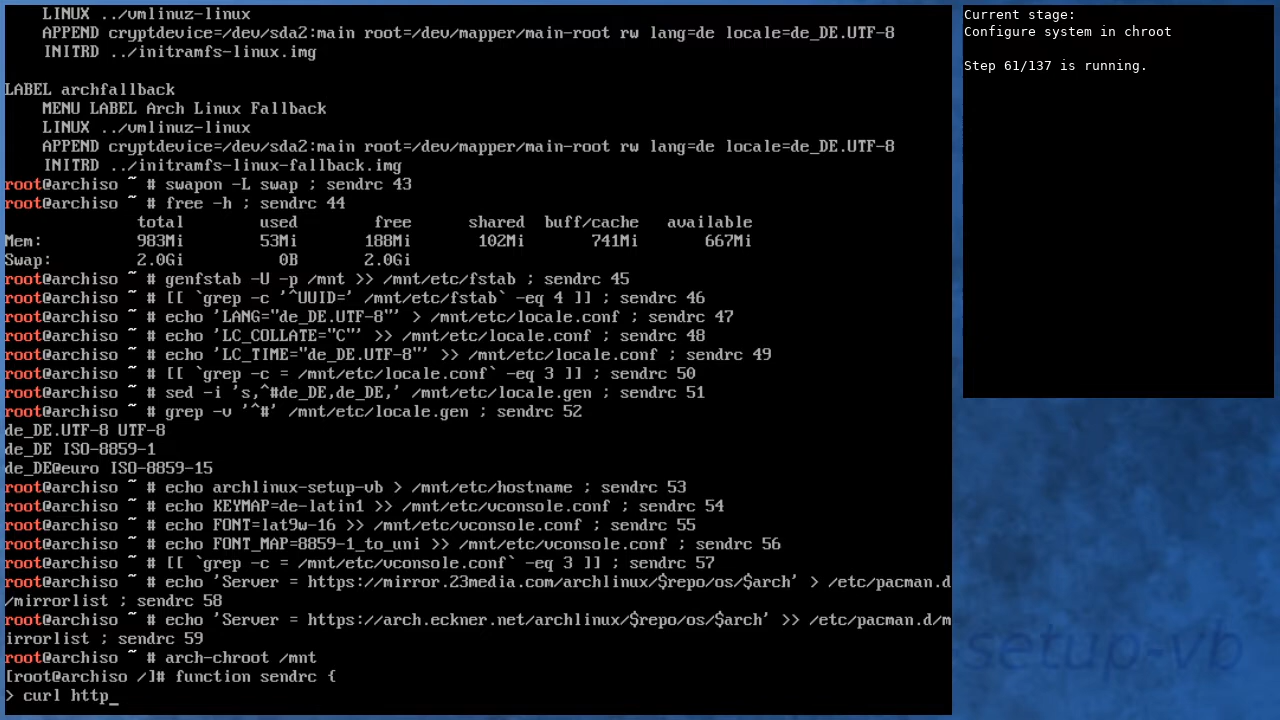 LINUX ../vmlinuz-linux
    APPEND cryptdevice=/dev/sda2:main root=/dev/mapper/main-root rw lang=de locale=de_DE.UTF-8
    INITRD ../initramfs-linux.img
LABEL archfallback
    MENU LABEL Arch Linux Fallback
    LINUX ../vmlinuz-linux
    APPEND cryptdevice=/dev/sda2:main root=/dev/mapper/main-root rw lang=de locale=de_DE.UTF-8
    INITRD ../initramfs-linux-fallback.img
root@archiso ~ # swapon -L swap ; sendrc 43
root@archiso ~ # free -h ; sendrc 44
              total        used        free      shared  buff/cache   available
Mem:          983Mi        53Mi       188Mi       102Mi       741Mi       667Mi
Swap:         2.0Gi          0B       2.0Gi
root@archiso ~ # genfstab -U -p /mnt >> /mnt/etc/fstab ; sendrc 45
root@archiso ~ # [[ `grep -c '^UUID=' /mnt/etc/fstab` -eq 4 ]] ; sendrc 46
root@archiso ~ # echo 'LANG="de_DE.UTF-8"' > /mnt/etc/locale.conf ; sendrc 47
root@archiso ~ # echo 'LC_COLLATE="C"' >> /mnt/etc/locale.conf ; sendrc 48
root@archiso ~ # echo 'LC_TIME="de_DE.UTF-8"' >> /mnt/etc/locale.conf ; sendrc 49
root@archiso ~ # [[ `grep -c = /mnt/etc/locale.conf` -eq 3 ]] ; sendrc 50
root@archiso ~ # sed -i 's,^#de_DE,de_DE,' /mnt/etc/locale.gen ; sendrc 51
root@archiso ~ # grep -v '^#' /mnt/etc/locale.gen ; sendrc 52
de_DE.UTF-8 UTF-8
de_DE ISO-8859-1
de_DE@euro ISO-8859-15
root@archiso ~ # echo archlinux-setup-vb > /mnt/etc/hostname ; sendrc 53
root@archiso ~ # echo KEYMAP=de-latin1 >> /mnt/etc/vconsole.conf ; sendrc 54
root@archiso ~ # echo FONT=lat9w-16 >> /mnt/etc/vconsole.conf ; sendrc 55
root@archiso ~ # echo FONT_MAP=8859-1_to_uni >> /mnt/etc/vconsole.conf ; sendrc 56
root@archiso ~ # [[ `grep -c = /mnt/etc/vconsole.conf` -eq 3 ]] ; sendrc 57
root@archiso ~ # echo 'Server = https://mirror.23media.com/archlinux/$repo/os/$arch' > /etc/pacman.d
/mirrorlist ; sendrc 58
root@archiso ~ # echo 'Server = https://arch.eckner.net/archlinux/$repo/os/$arch' >> /etc/pacman.d/m
irrorlist ; sendrc 59
root@archiso ~ # arch-chroot /mnt
[root@archiso /]# function sendrc {
> curl http_
Current stage:
Configure system in chroot
Step 61/137 is running.
setup-vb